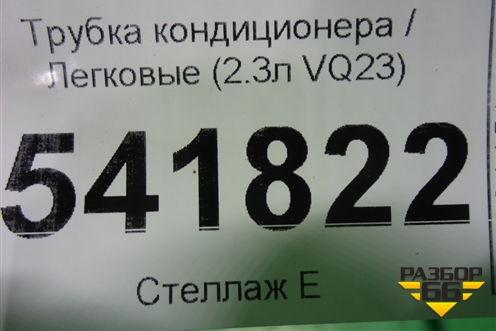 Трубка кондиционера /
Легковые (2.3л VQ23)
541822
Стеллаж Е
РАЗБОР
66